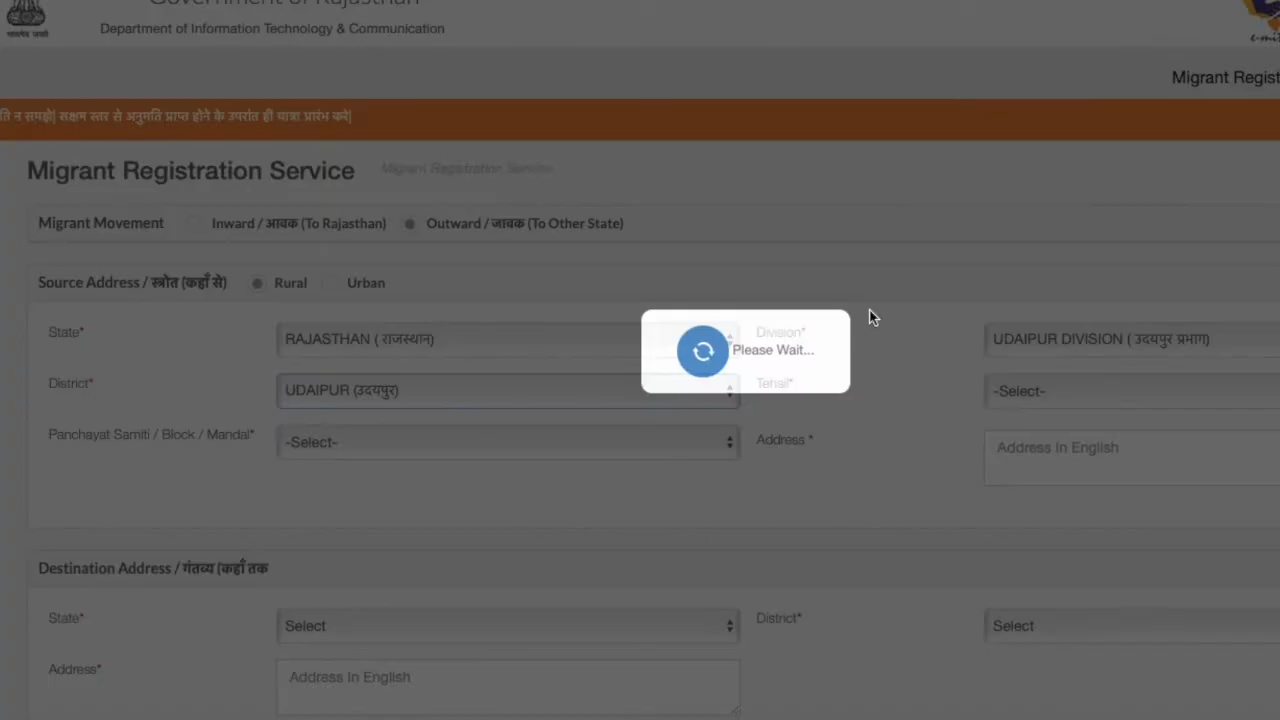 Government of Rajasthan
Department of Information Technology & Communication
Migrant Regist
ति न समझे| सक्षम स्तर से अनुमति प्राप्त होने के उपरांत ही यात्रा प्रारंभ करे|
Migrant Registration Service Migrant Registration Service
Migrant Movement Inward / आवक (To Rajasthan) Outward / जावक (To Other State)
Source Address / स्त्रोत (कहाँ से) Rural Urban
State* RAJASTHAN ( राजस्थान) Division* UDAIPUR DIVISION ( उदयपुर प्रभाग)
Please Wait...
District* UDAIPUR (उदयपुर) Tehsil* -Select-
Panchayat Samiti / Block / Mandal* -Select- Address * Address In English
Destination Address / गंतव्य (कहाँ तक
State* Select District* Select
Address* Address In English